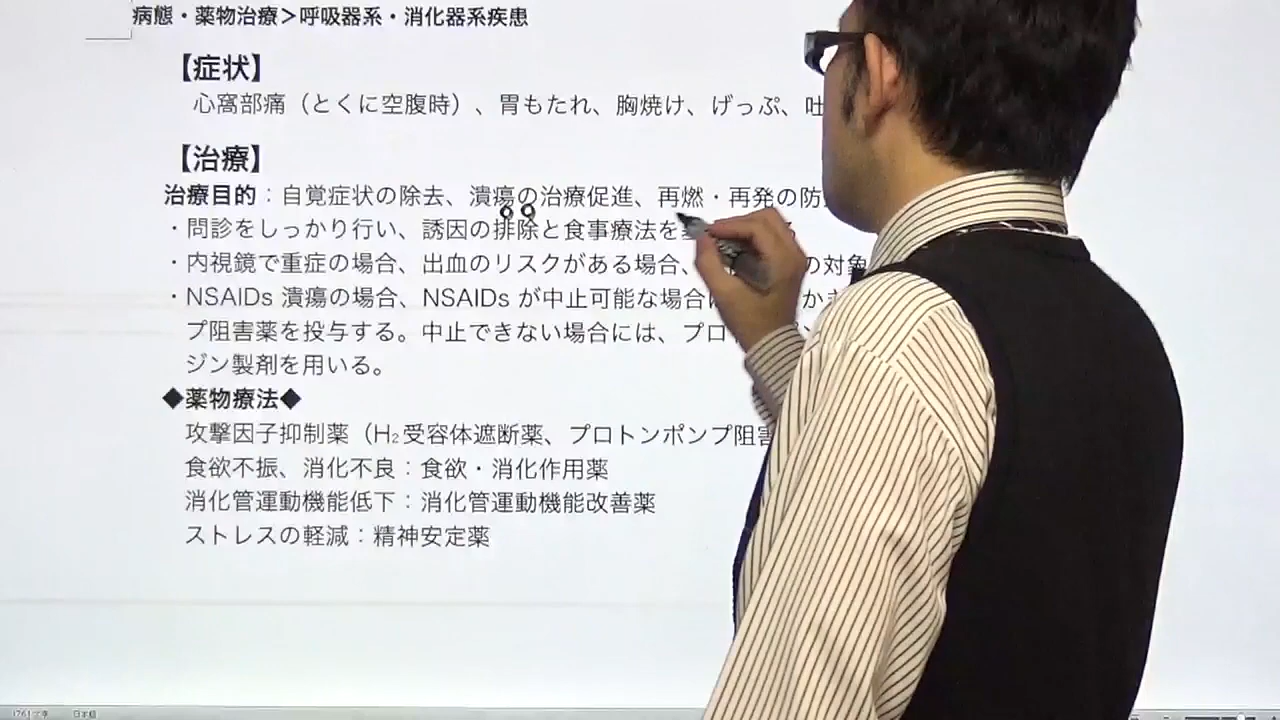 病態・薬物治療＞呼吸器系・消化器系疾患
【症状】
心窩部痛（とくに空腹時）、胃もたれ、胸焼け、げっぷ、吐
【治療】
治療目的：自覚症状の除去、潰瘍の治療促進、再燃・再発の防
・問診をしっかり行い、誘因の排除と食事療法を
・内視鏡で重症の場合、出血のリスクがある場合、 の対象
・NSAIDs 潰瘍の場合、NSAIDs が中止可能な場合に
プ阻害薬を投与する。中止できない場合には、プロ
ジン製剤を用いる。
◆薬物療法◆
攻撃因子抑制薬（H₂受容体遮断薬、プロトンポンプ阻害
食欲不振、消化不良：食欲・消化作用薬
消化管運動機能低下：消化管運動機能改善薬
ストレスの軽減：精神安定薬